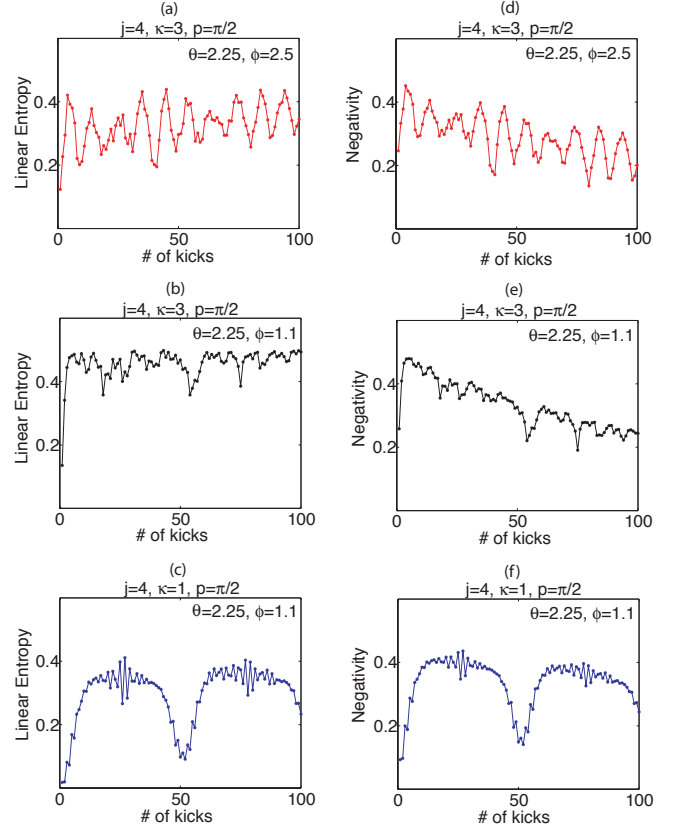 (a)
j=4, κ=3, p=π/2
θ=2.25, ϕ=2.5
Linear Entropy
0.4
0.2
0
50
100
# of kicks
(d)
j=4, κ=3, p=π/2
θ=2.25, ϕ=2.5
Negativity
0.4
0.2
0
50
100
# of kicks
(b)
j=4, κ=3, p=π/2
θ=2.25, ϕ=1.1
Linear Entropy
0.4
0.2
0
50
100
# of kicks
(e)
j=4, κ=3, p=π/2
θ=2.25, ϕ=1.1
Negativity
0.4
0.2
0
50
100
# of kicks
(c)
j=4, κ=1, p=π/2
θ=2.25, ϕ=1.1
Linear Entropy
0.4
0.2
0
50
100
# of kicks
(f)
j=4, κ=1, p=π/2
θ=2.25, ϕ=1.1
Negativity
0.4
0.2
0
50
100
# of kicks